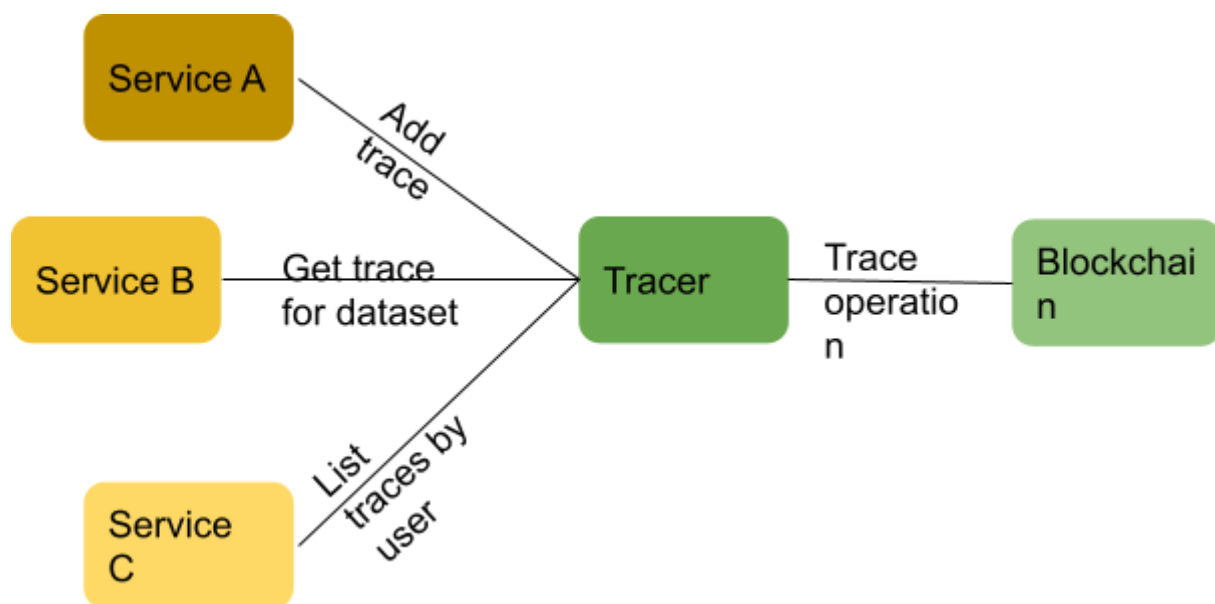 Service A
Add
trace
Service B
Get trace
for dataset
Tracer
Trace
operatio
n
Blockchai
n
List
traces by
user
Service
C